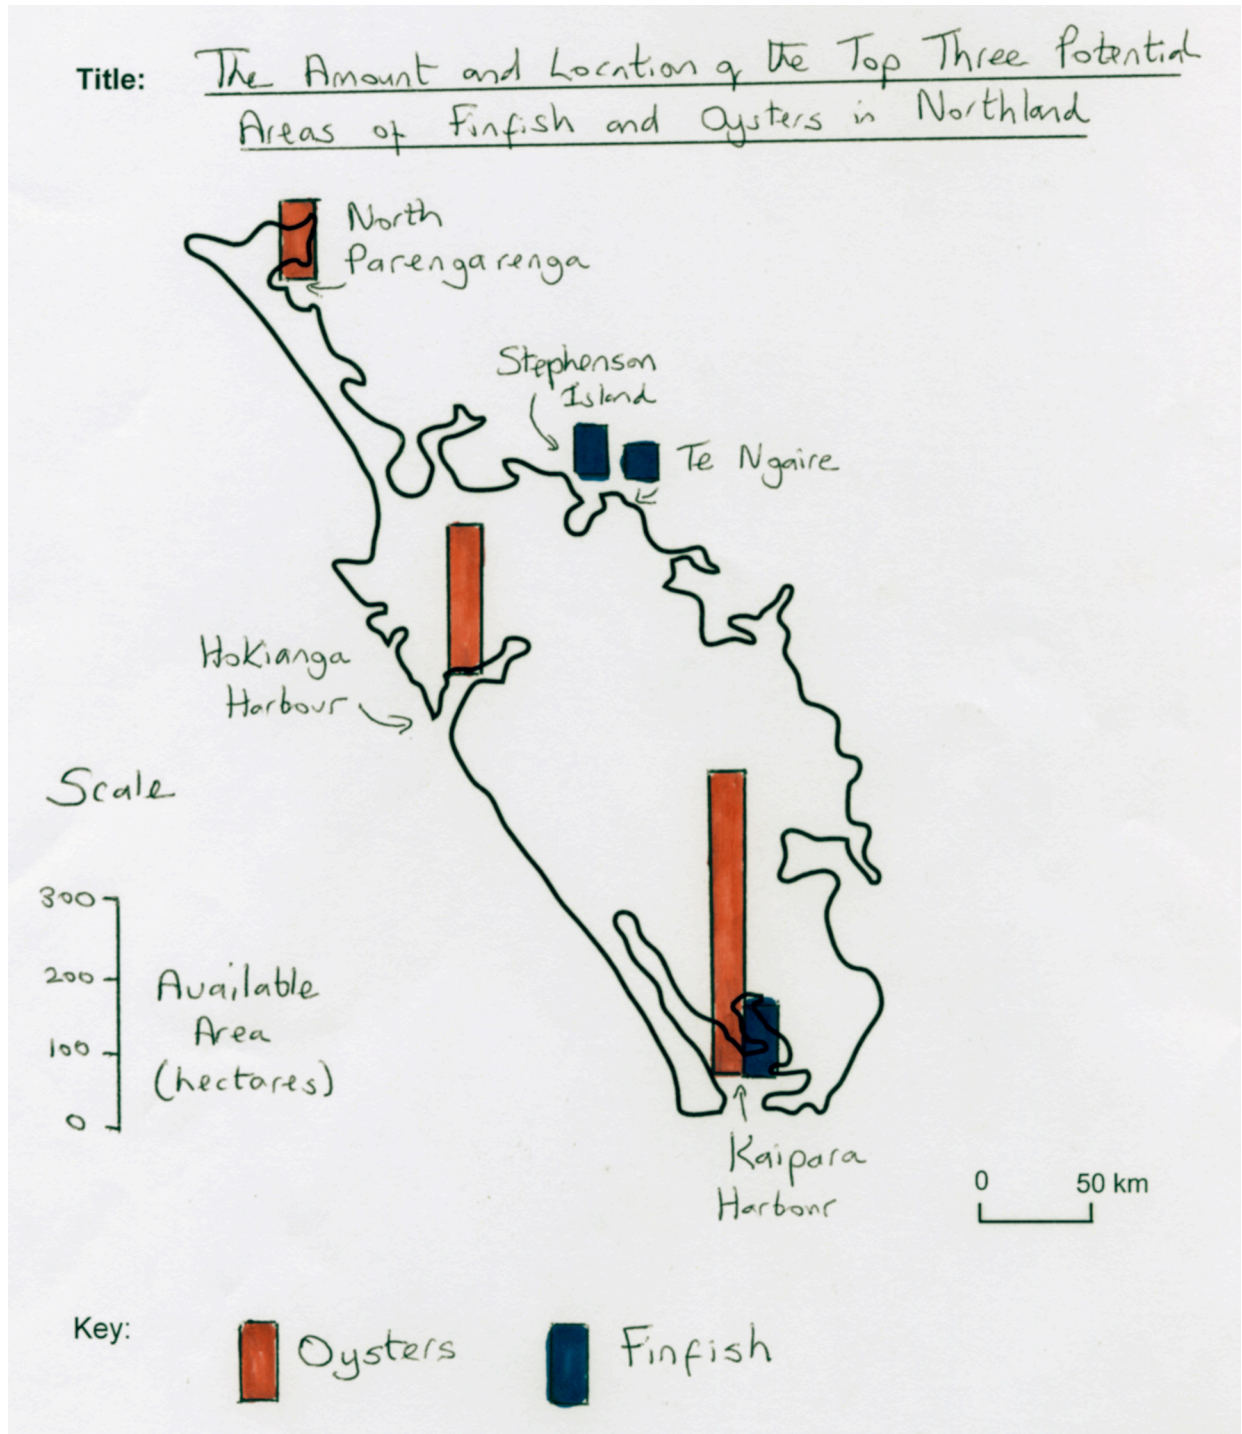 Title: The Amount and Location of the Top Three Potential
Areas of Finfish and Oysters in Northland
North
Parengarenga
Stephenson
Island
Te Ngaire
Hokianga
Harbour
Scale
300
200
100
0
Available
Area
(hectares)
Kaipara
Harbour
0 50 km
Key: Oysters Finfish